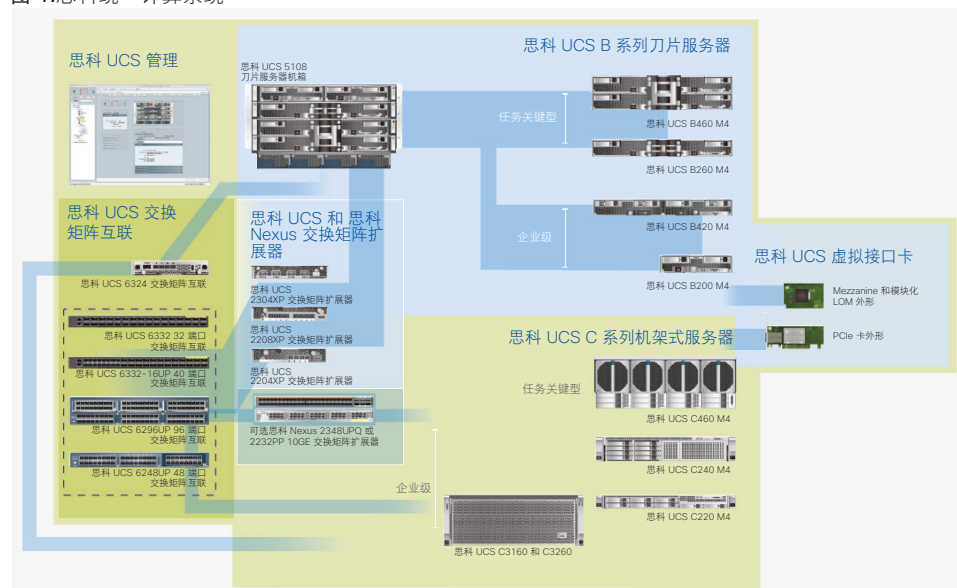 思科 UCS 管理
思科 UCS 5108
刀片服务器机箱
思科 UCS B 系列刀片服务器
任务关键型
思科 UCS B460 M4
思科 UCS B260 M4
企业级
思科 UCS B420 M4
思科 UCS B200 M4
思科 UCS 交换
矩阵互联
思科 UCS 6324 交换矩阵互联
思科 UCS 6332 32 端口
交换矩阵互联
思科 UCS 6332-16UP 40 端口
交换矩阵互联
思科 UCS 6296UP 96 端口
交换矩阵互联
思科 UCS 6248UP 48 端口
交换矩阵互联
思科 UCS 和 思科
Nexus 交换矩阵扩
展器
思科 UCS
2304XP 交换矩阵扩展器
思科 UCS
2208XP 交换矩阵扩展器
思科 UCS
2204XP 交换矩阵扩展器
可选思科 Nexus 2348UPQ 或
2232PP 10GE 交换矩阵扩展器
思科 UCS 虚拟接口卡
Mezzanine 和模块化
LOM 外形
PCIe 卡外形
思科 UCS C 系列机架式服务器
任务关键型
思科 UCS C460 M4
思科 UCS C240 M4
企业级
思科 UCS C220 M4
思科 UCS C3160 和 C3260